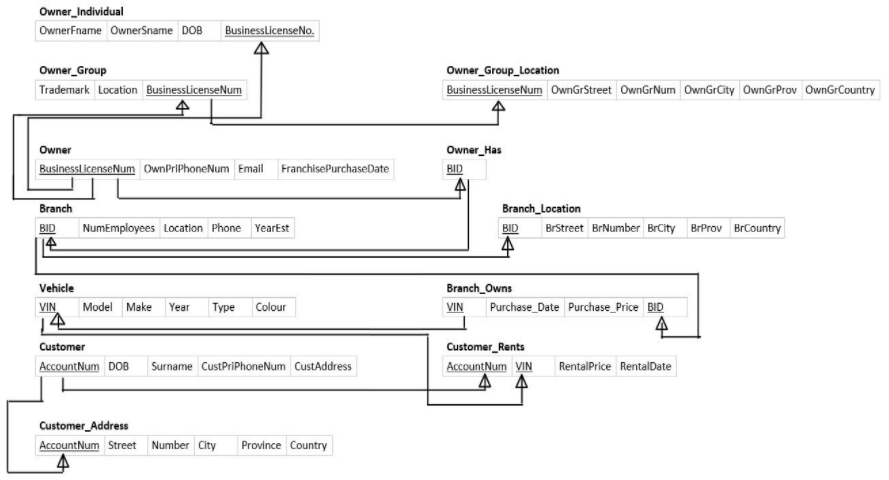 Owner_Individual
OwnerFname OwnerSname DOB BusinessLicenseNo.
Owner_Group
Trademark Location BusinessLicenseNum
Owner_Group_Location
BusinessLicenseNum OwnGrStreet OwnGrNum OwnGrCity OwnGrProv OwnGrCountry
Owner
BusinessLicenseNum OwnPriPhoneNum Email FranchisePurchaseDate
Owner_Has
BID
Branch
BID NumEmployees Location Phone YearEst
Branch_Location
BID BrStreet BrNumber BrCity BrProv BrCountry
Vehicle
VIN Model Make Year Type Colour
Branch_Owns
VIN Purchase_Date Purchase_Price BID
Customer
AccountNum DOB Surname CustPriPhoneNum CustAddress
Customer_Rents
AccountNum VIN RentalPrice RentalDate
Customer_Address
AccountNum Street Number City Province Country